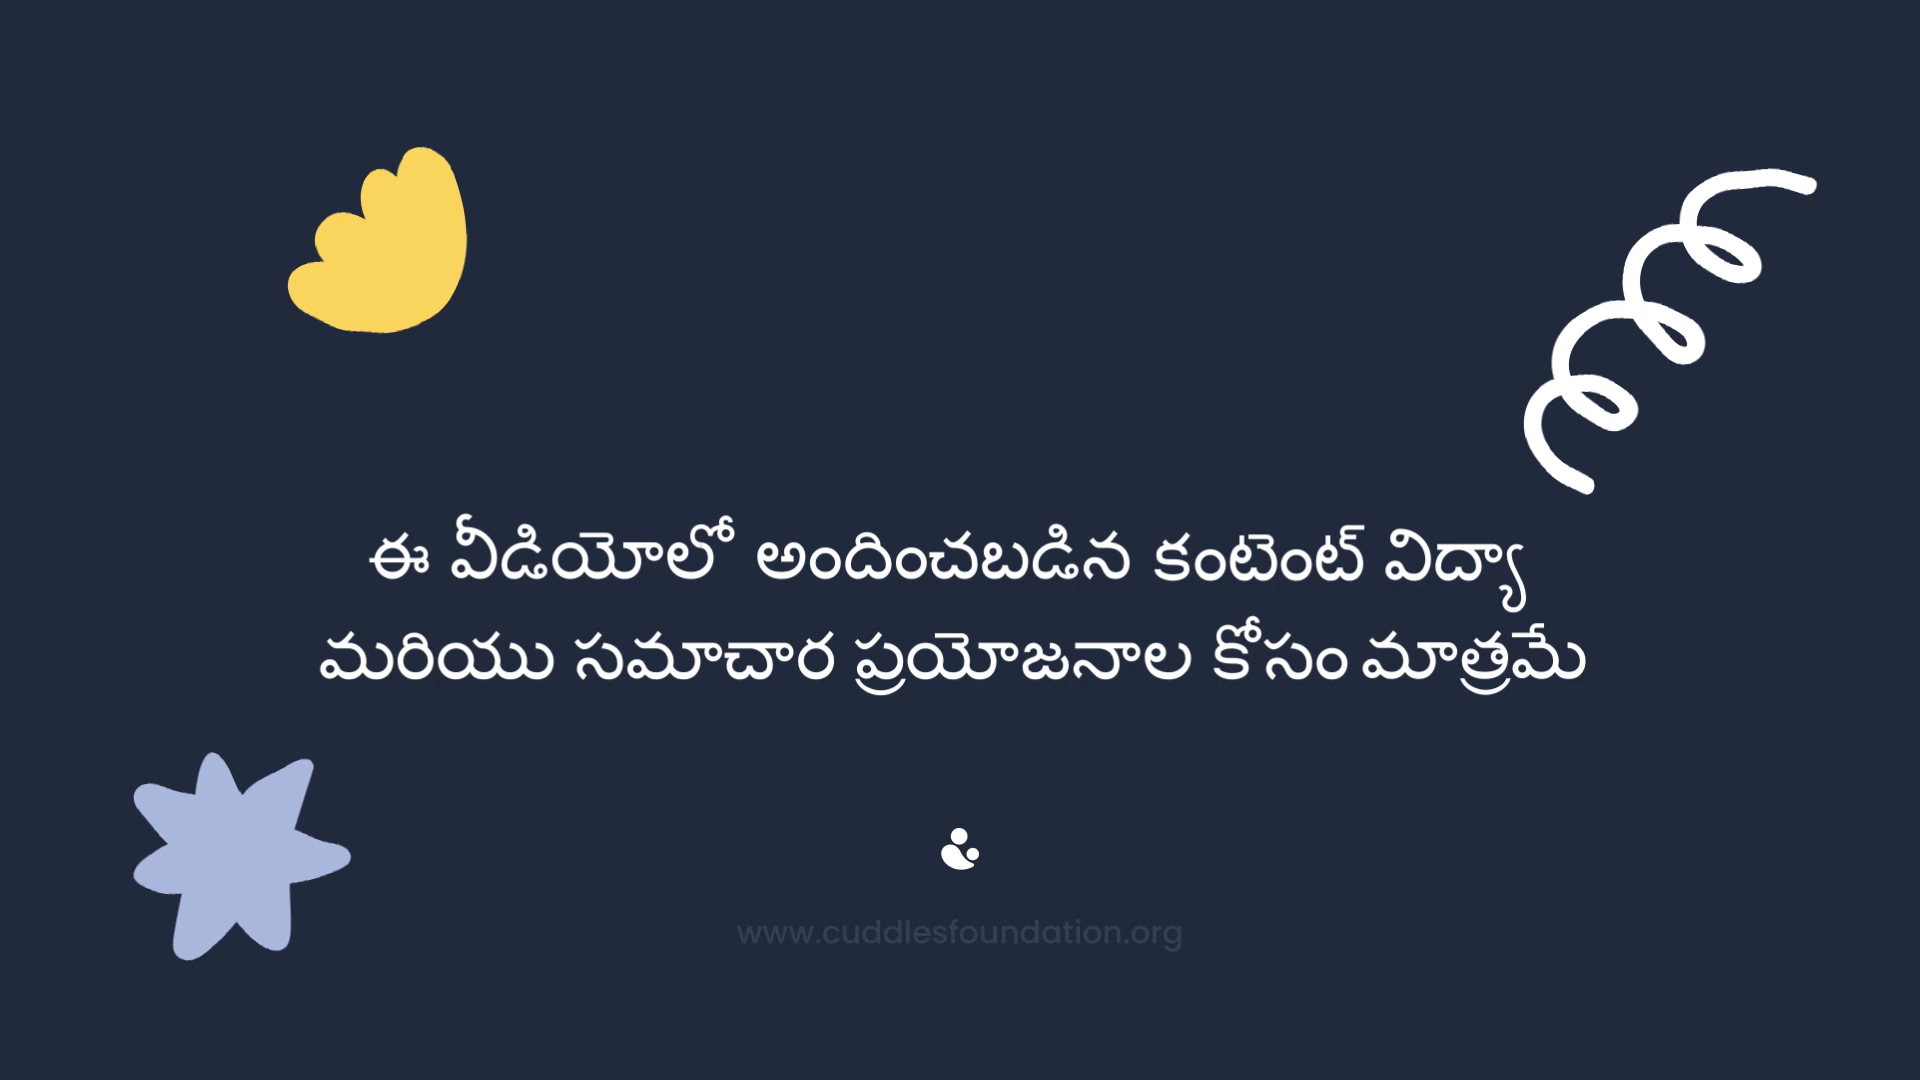 ఈ వీడియోలో అందించబడిన కంటెంట్ విద్యా
మరియు సమాచార ప్రయోజనాల కోసం మాత్రమే
www.cuddlesfoundation.org